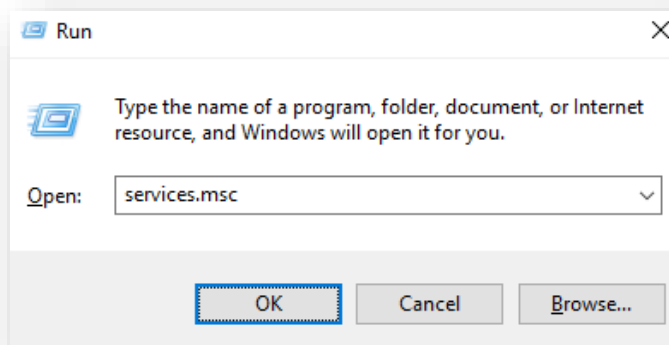 Run
Type the name of a program, folder, document, or Internet
resource, and Windows will open it for you.
Open: services.msc
OK Cancel Browse...